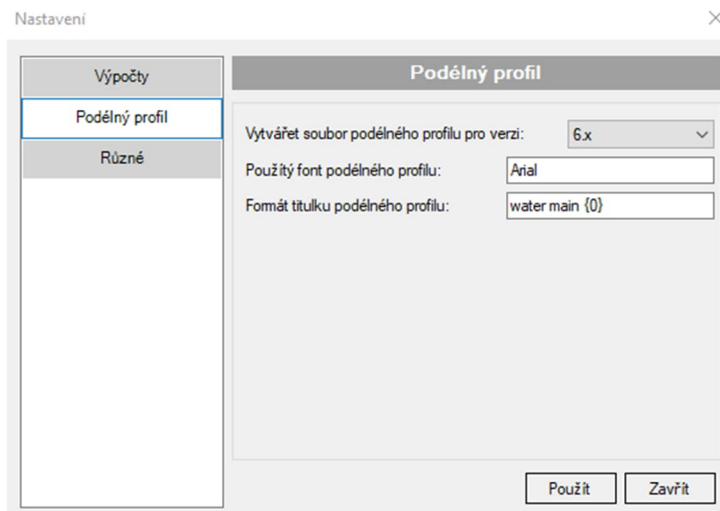 Nastavení
Výpočty
Podélný profil
Různé
Podélný profil
Vytvářet soubor podélného profilu pro verzi: 6.x
Použítý font podélného profilu: Arial
Formát titulku podélného profilu: water main {0}
Použít Zavřít